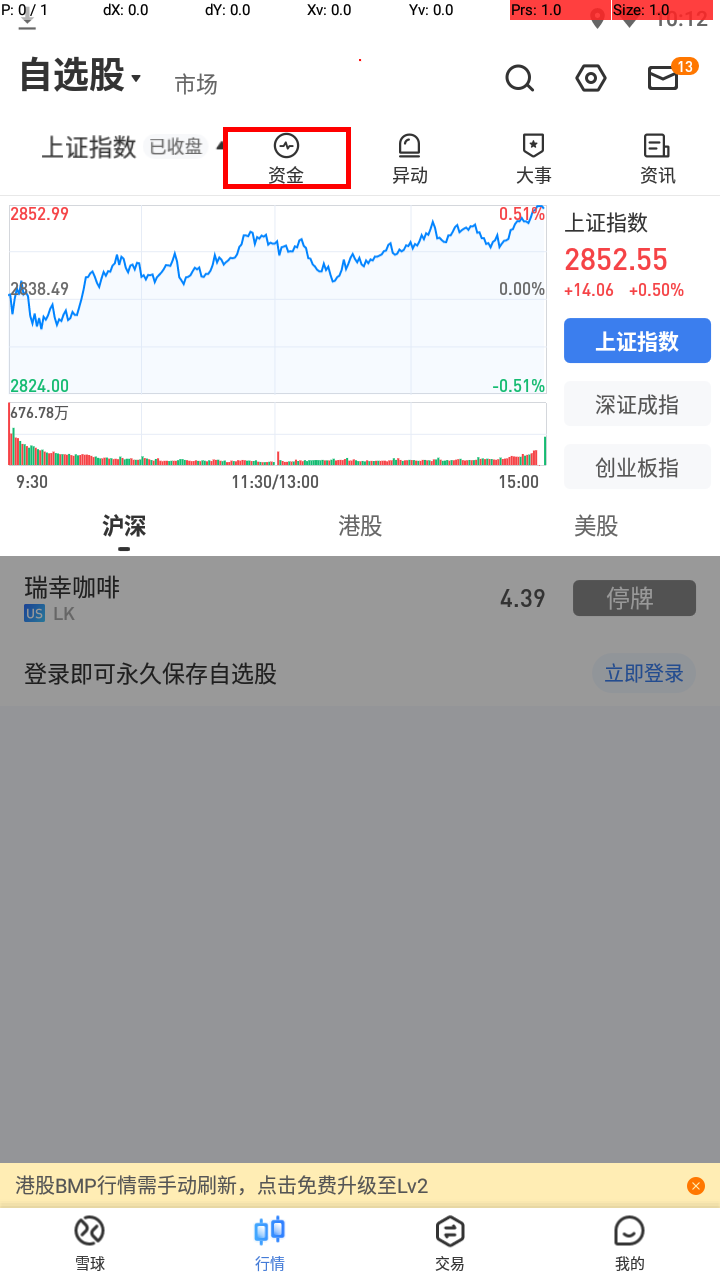 P: 0 / 1 dX: 0.0 dY: 0.0 Xv: 0.0 Yv: 0.0 Prs: 1.0 Size: 1.0
10:12
自选股 市场 13
上证指数 已收盘 资金 异动 大事 资讯
2852.99 0.51%
2838.49 0.00%
2824.00 -0.51%
676.78万
9:30 11:30/13:00 15:00
上证指数
2852.55
+14.06 +0.50%
上证指数
深证成指
创业板指
沪深 港股 美股
瑞幸咖啡
US LK 4.39 停牌
登录即可永久保存自选股 立即登录
港股BMP行情需手动刷新，点击免费升级至Lv2
雪球 行情 交易 我的